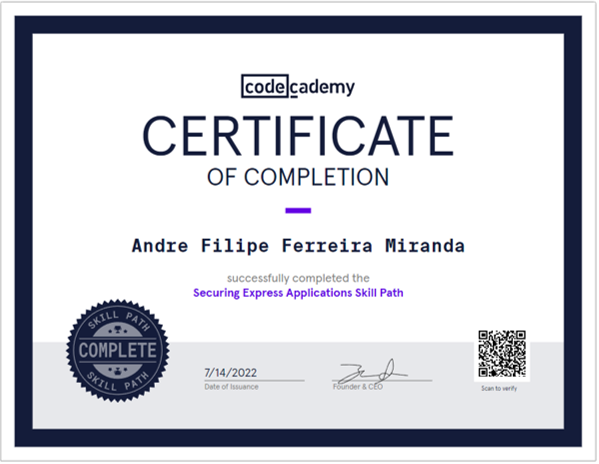 codecademy
CERTIFICATE
OF COMPLETION
Andre Filipe Ferreira Miranda
successfully completed the
Securing Express Applications Skill Path
SKILL PATH
COMPLETE
SKILL PATH
7/14/2022
Date of Issuance
Founder & CEO
Scan to verify